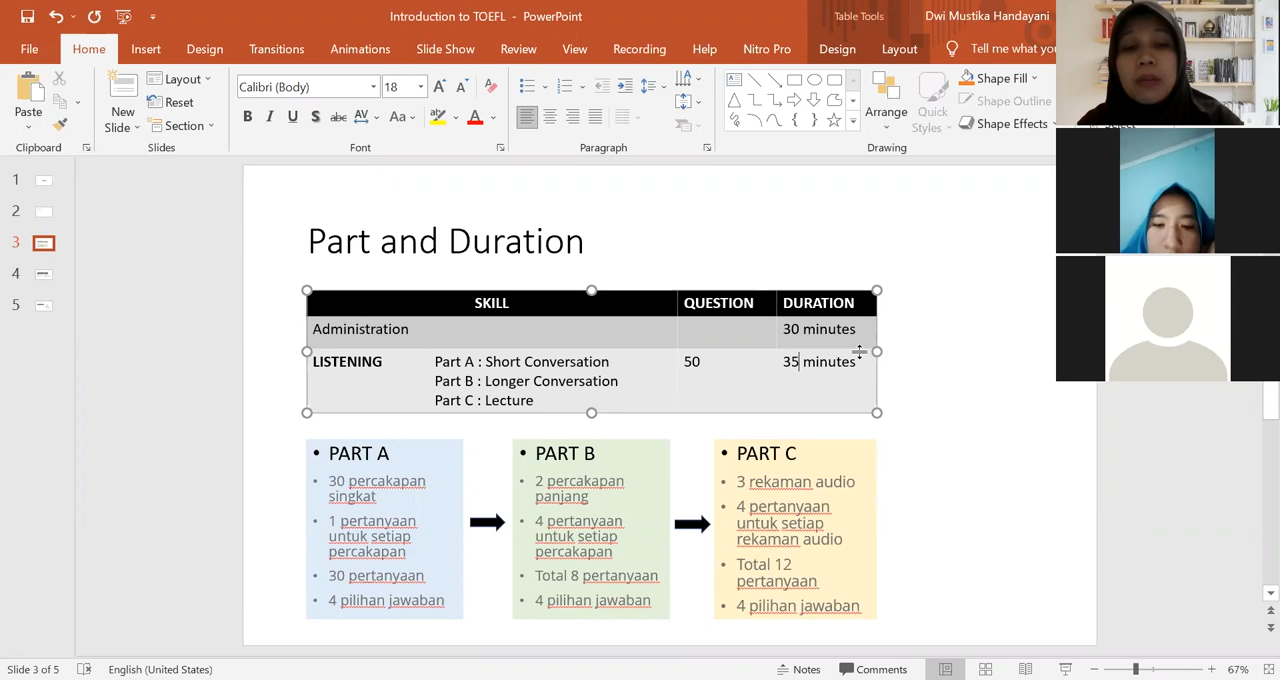 Introduction to TOEFL - PowerPoint
Table Tools
Dwi Mustika Handayani
File Home Insert Design Transitions Animations Slide Show Review View Recording Help Nitro Pro Design Layout Tell me what you
Paste
Clipboard
New Slide
Layout
Reset
Section
Slides
Calibri (Body) 18
B I U S abc AV Aa A
Font
Paragraph
Arrange
Quick Styles
Shape Fill
Shape Outline
Shape Effects
Drawing
1
2
3
4
5
Part and Duration
SKILL QUESTION DURATION
Administration 30 minutes
LISTENING Part A : Short Conversation 50 35 minutes
Part B : Longer Conversation
Part C : Lecture
• PART A
• 30 percakapan
singkat
• 1 pertanyaan
untuk setiap
percakapan
• 30 pertanyaan
• 4 pilihan jawaban
• PART B
• 2 percakapan
panjang
• 4 pertanyaan
untuk setiap
percakapan
• Total 8 pertanyaan
• 4 pilihan jawaban
• PART C
• 3 rekaman audio
• 4 pertanyaan
untuk setiap
rekaman audio
• Total 12
pertanyaan
• 4 pilihan jawaban
Slide 3 of 5 English (United States) Notes Comments 67%